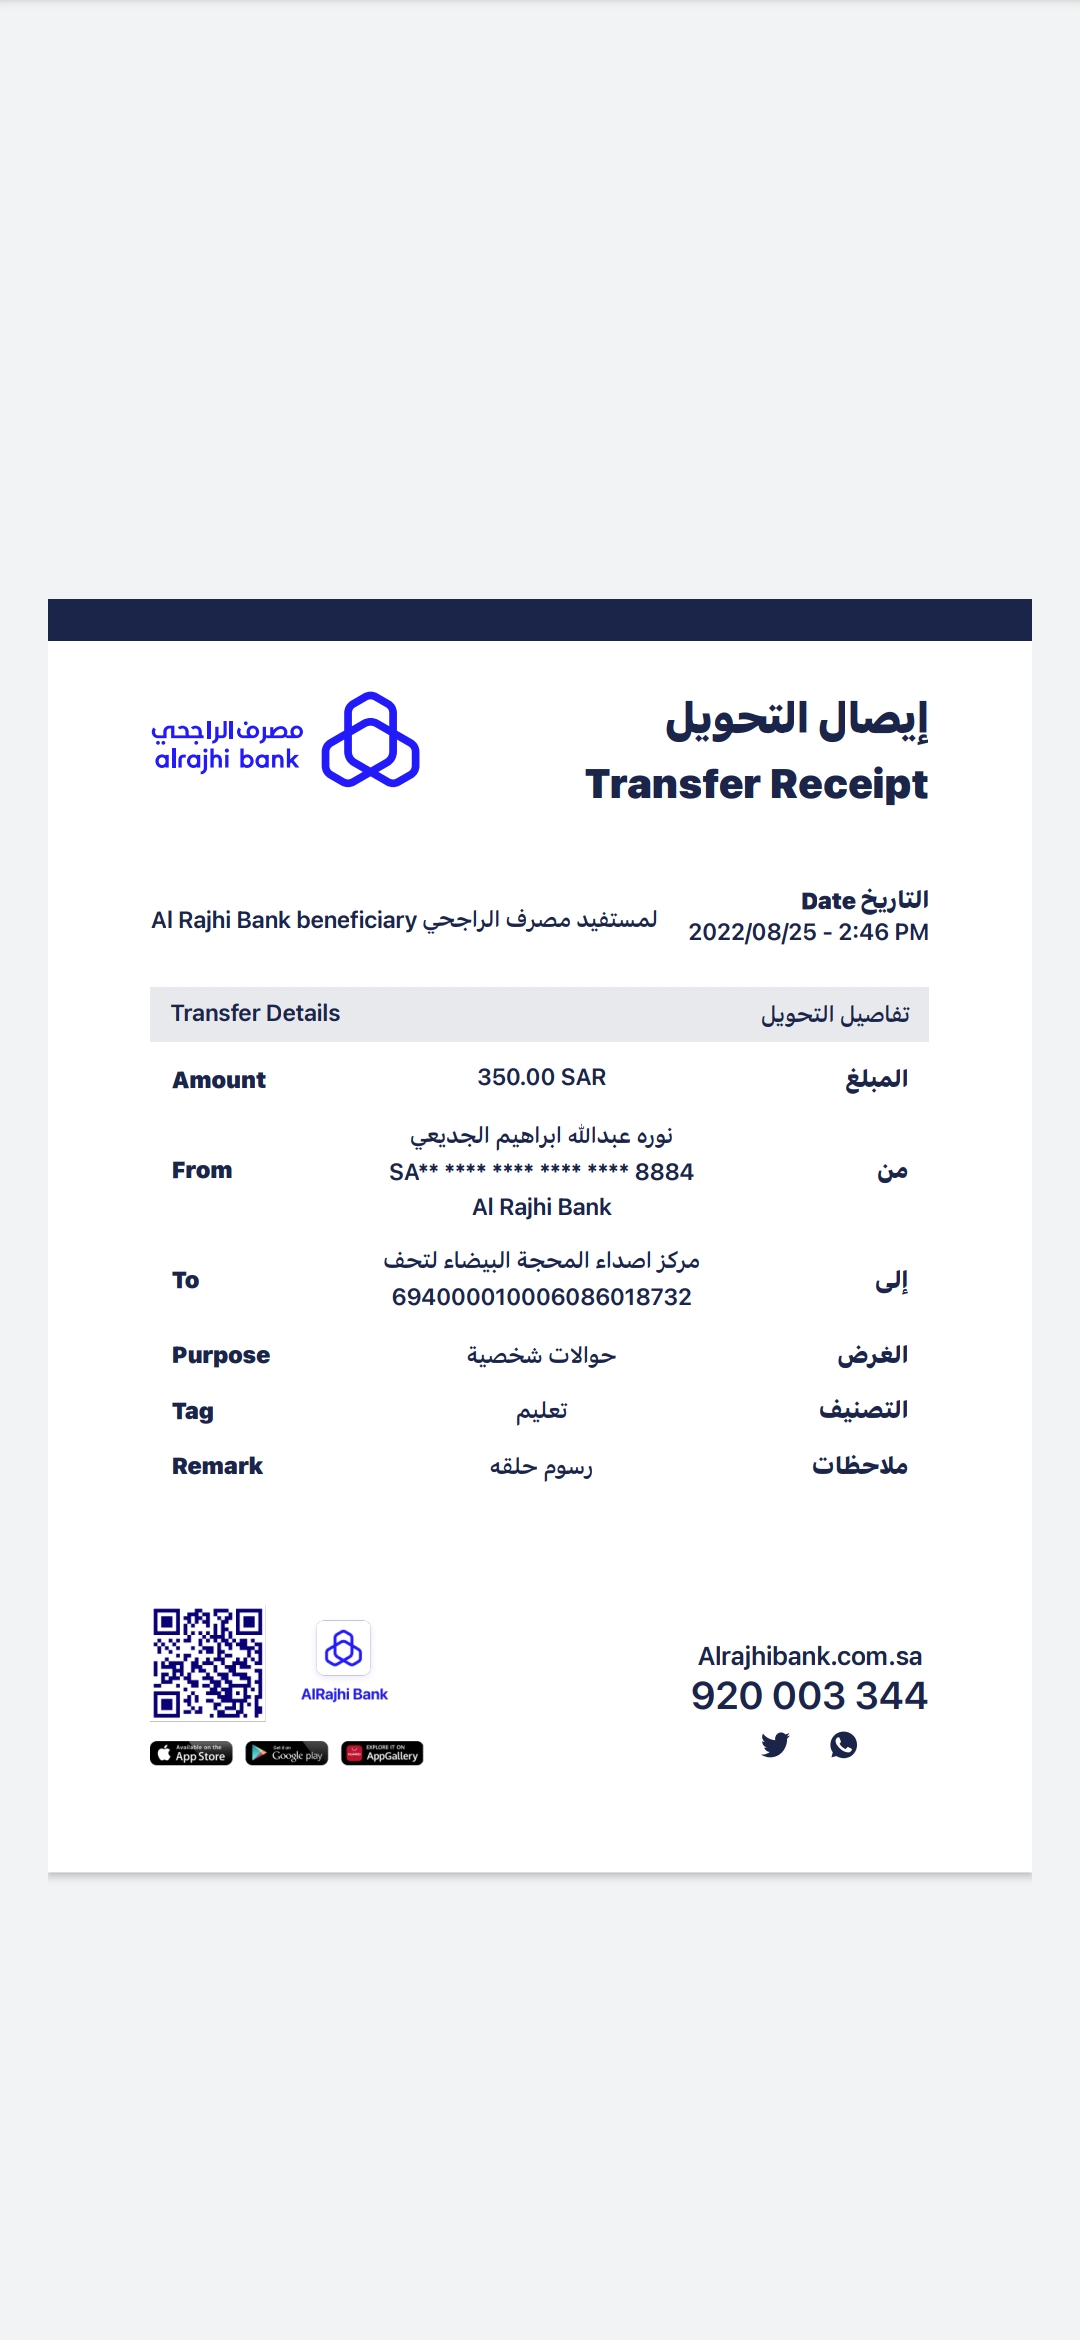 إيصال التحويل
Transfer Receipt
مصرف الراجحي
alrajhi bank
التاريخ Date
2022/08/25 - 2:46 PM
لمستفيد مصرف الراجحي Al Rajhi Bank beneficiary
Transfer Details تفاصيل التحويل
Amount 350.00 SAR المبلغ
نوره عبدالله ابراهيم الجديعي
From SA** **** **** **** **** 8884 من
Al Rajhi Bank
مركز اصداء المحجة البيضاء لتحف
To إلى
694000010006086018732
Purpose حوالات شخصية الغرض
Tag تعليم التصنيف
Remark رسوم حلقه ملاحظات
AlRajhi Bank
Alrajhibank.com.sa
920 003 344
Available on the
App Store
Get it on
Google play
EXPLORE IT ON
AppGallery